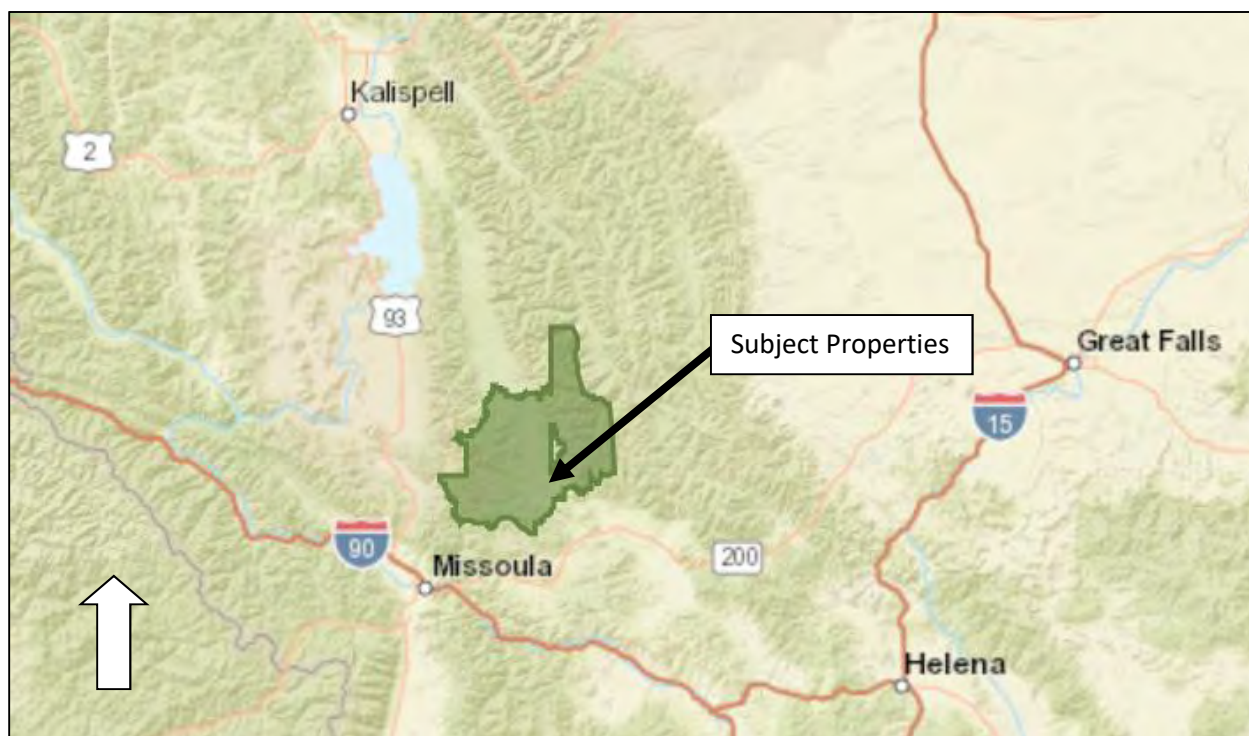 Kalispell
2
93
Subject Properties
Great Falls
15
90
Missoula
200
Helena